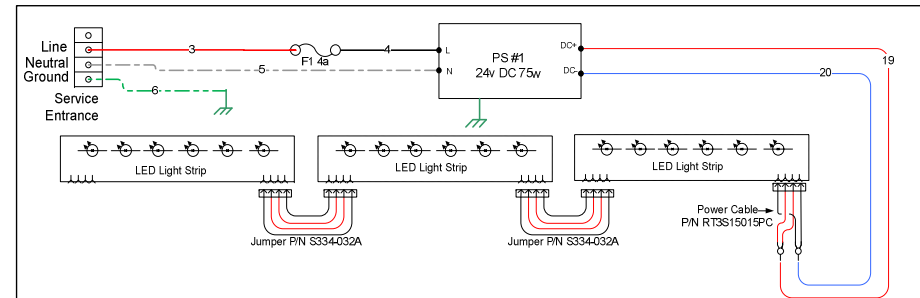 Line
Neutral
Ground
Service
Entrance
3
F1 4a
4
5
6
L
N
PS #1
24v DC 75w
DC+
DC-
19
20
LED Light Strip
LED Light Strip
LED Light Strip
Jumper P/N S334-032A
Jumper P/N S334-032A
Power Cable
P/N RT3S15015PC